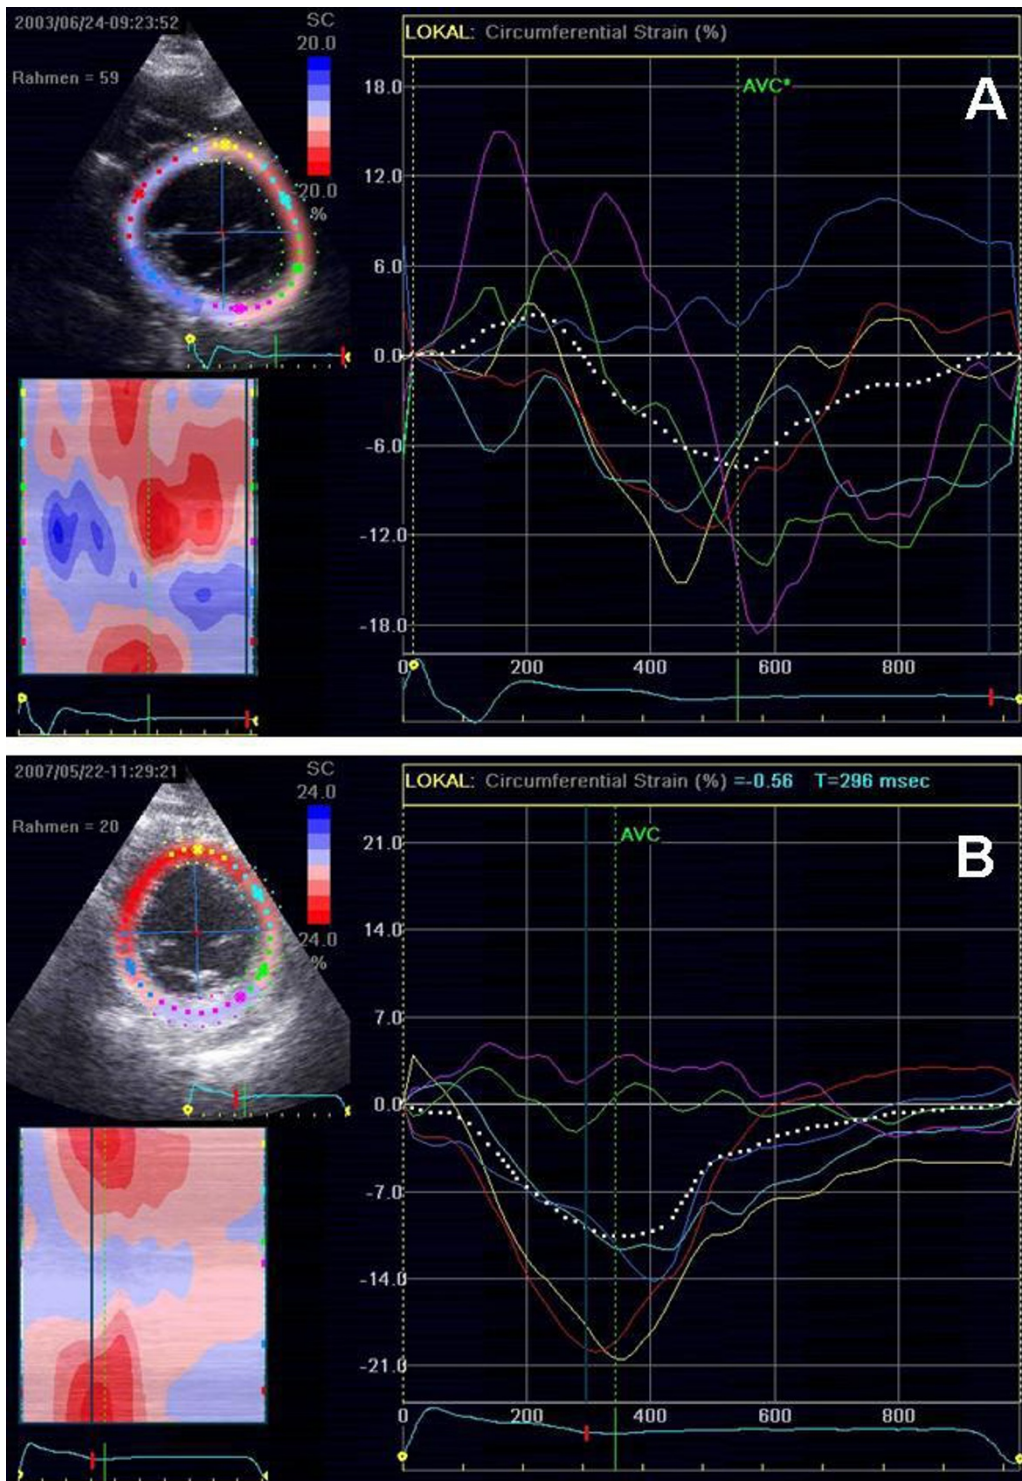 2003/06/24-09:23:52
SC
20.0
Rahmen = 59
-20.0
%
LOKAL: Circumferential Strain (%)
A
AVC*
18.0
12.0
6.0
0.0
-6.0
-12.0
-18.0
0 200 400 600 800
2007/05/22-11:29:21
SC
24.0
Rahmen = 20
-24.0
%
LOKAL: Circumferential Strain (%) =-0.56 T=296 msec
B
AVC
21.0
14.0
7.0
0.0
-7.0
-14.0
-21.0
0 200 400 600 800